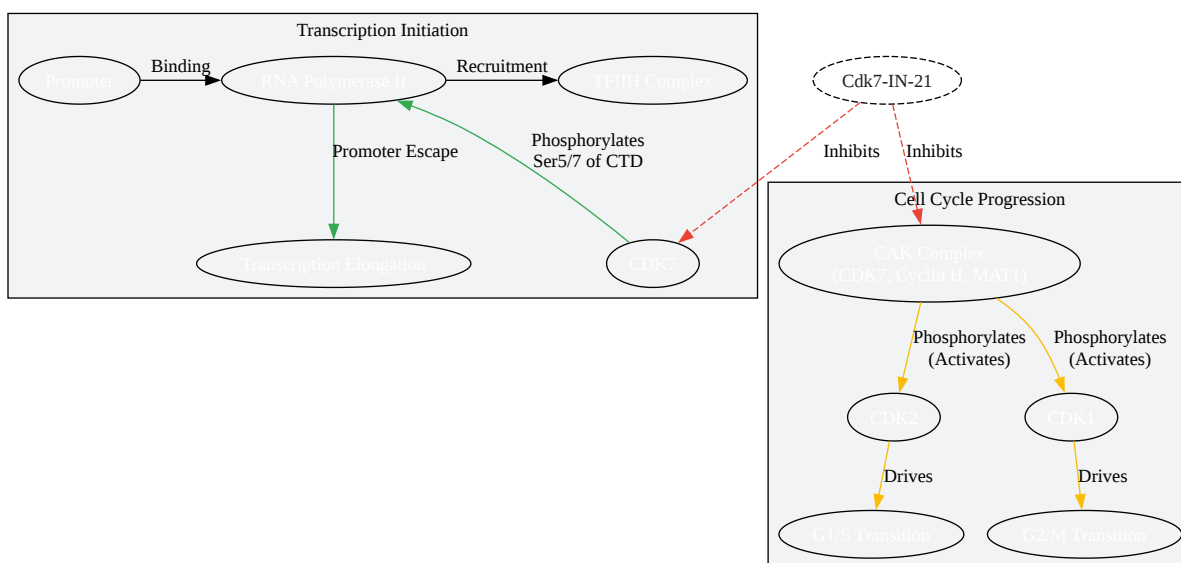 Transcription Initiation
Promoter
Binding
RNA Polymerase II
Recruitment
TFIIH Complex
Cdk7-IN-21
Promoter Escape
Phosphorylates
Ser5/7 of CTD
Inhibits
Inhibits
Transcription Elongation
CDK7
Cell Cycle Progression
CAK Complex
(CDK7, Cyclin H, MAT1)
Phosphorylates
(Activates)
Phosphorylates
(Activates)
CDK2
CDK1
Drives
Drives
G1/S Transition
G2/M Transition